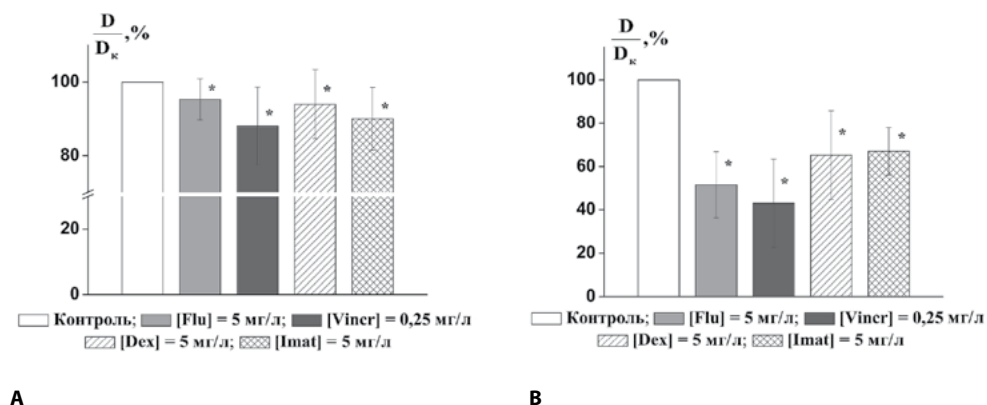 D
Dк ,%
100
80
20
0
Контроль; [Flu] = 5 мг/л; [Vincr] = 0,25 мг/л
[Dex] = 5 мг/л; [Imat] = 5 мг/л
A
D
Dк ,%
100
80
60
40
20
0
Контроль; [Flu] = 5 мг/л; [Vincr] = 0,25 мг/л
[Dex] = 5 мг/л; [Imat] = 5 мг/л
B